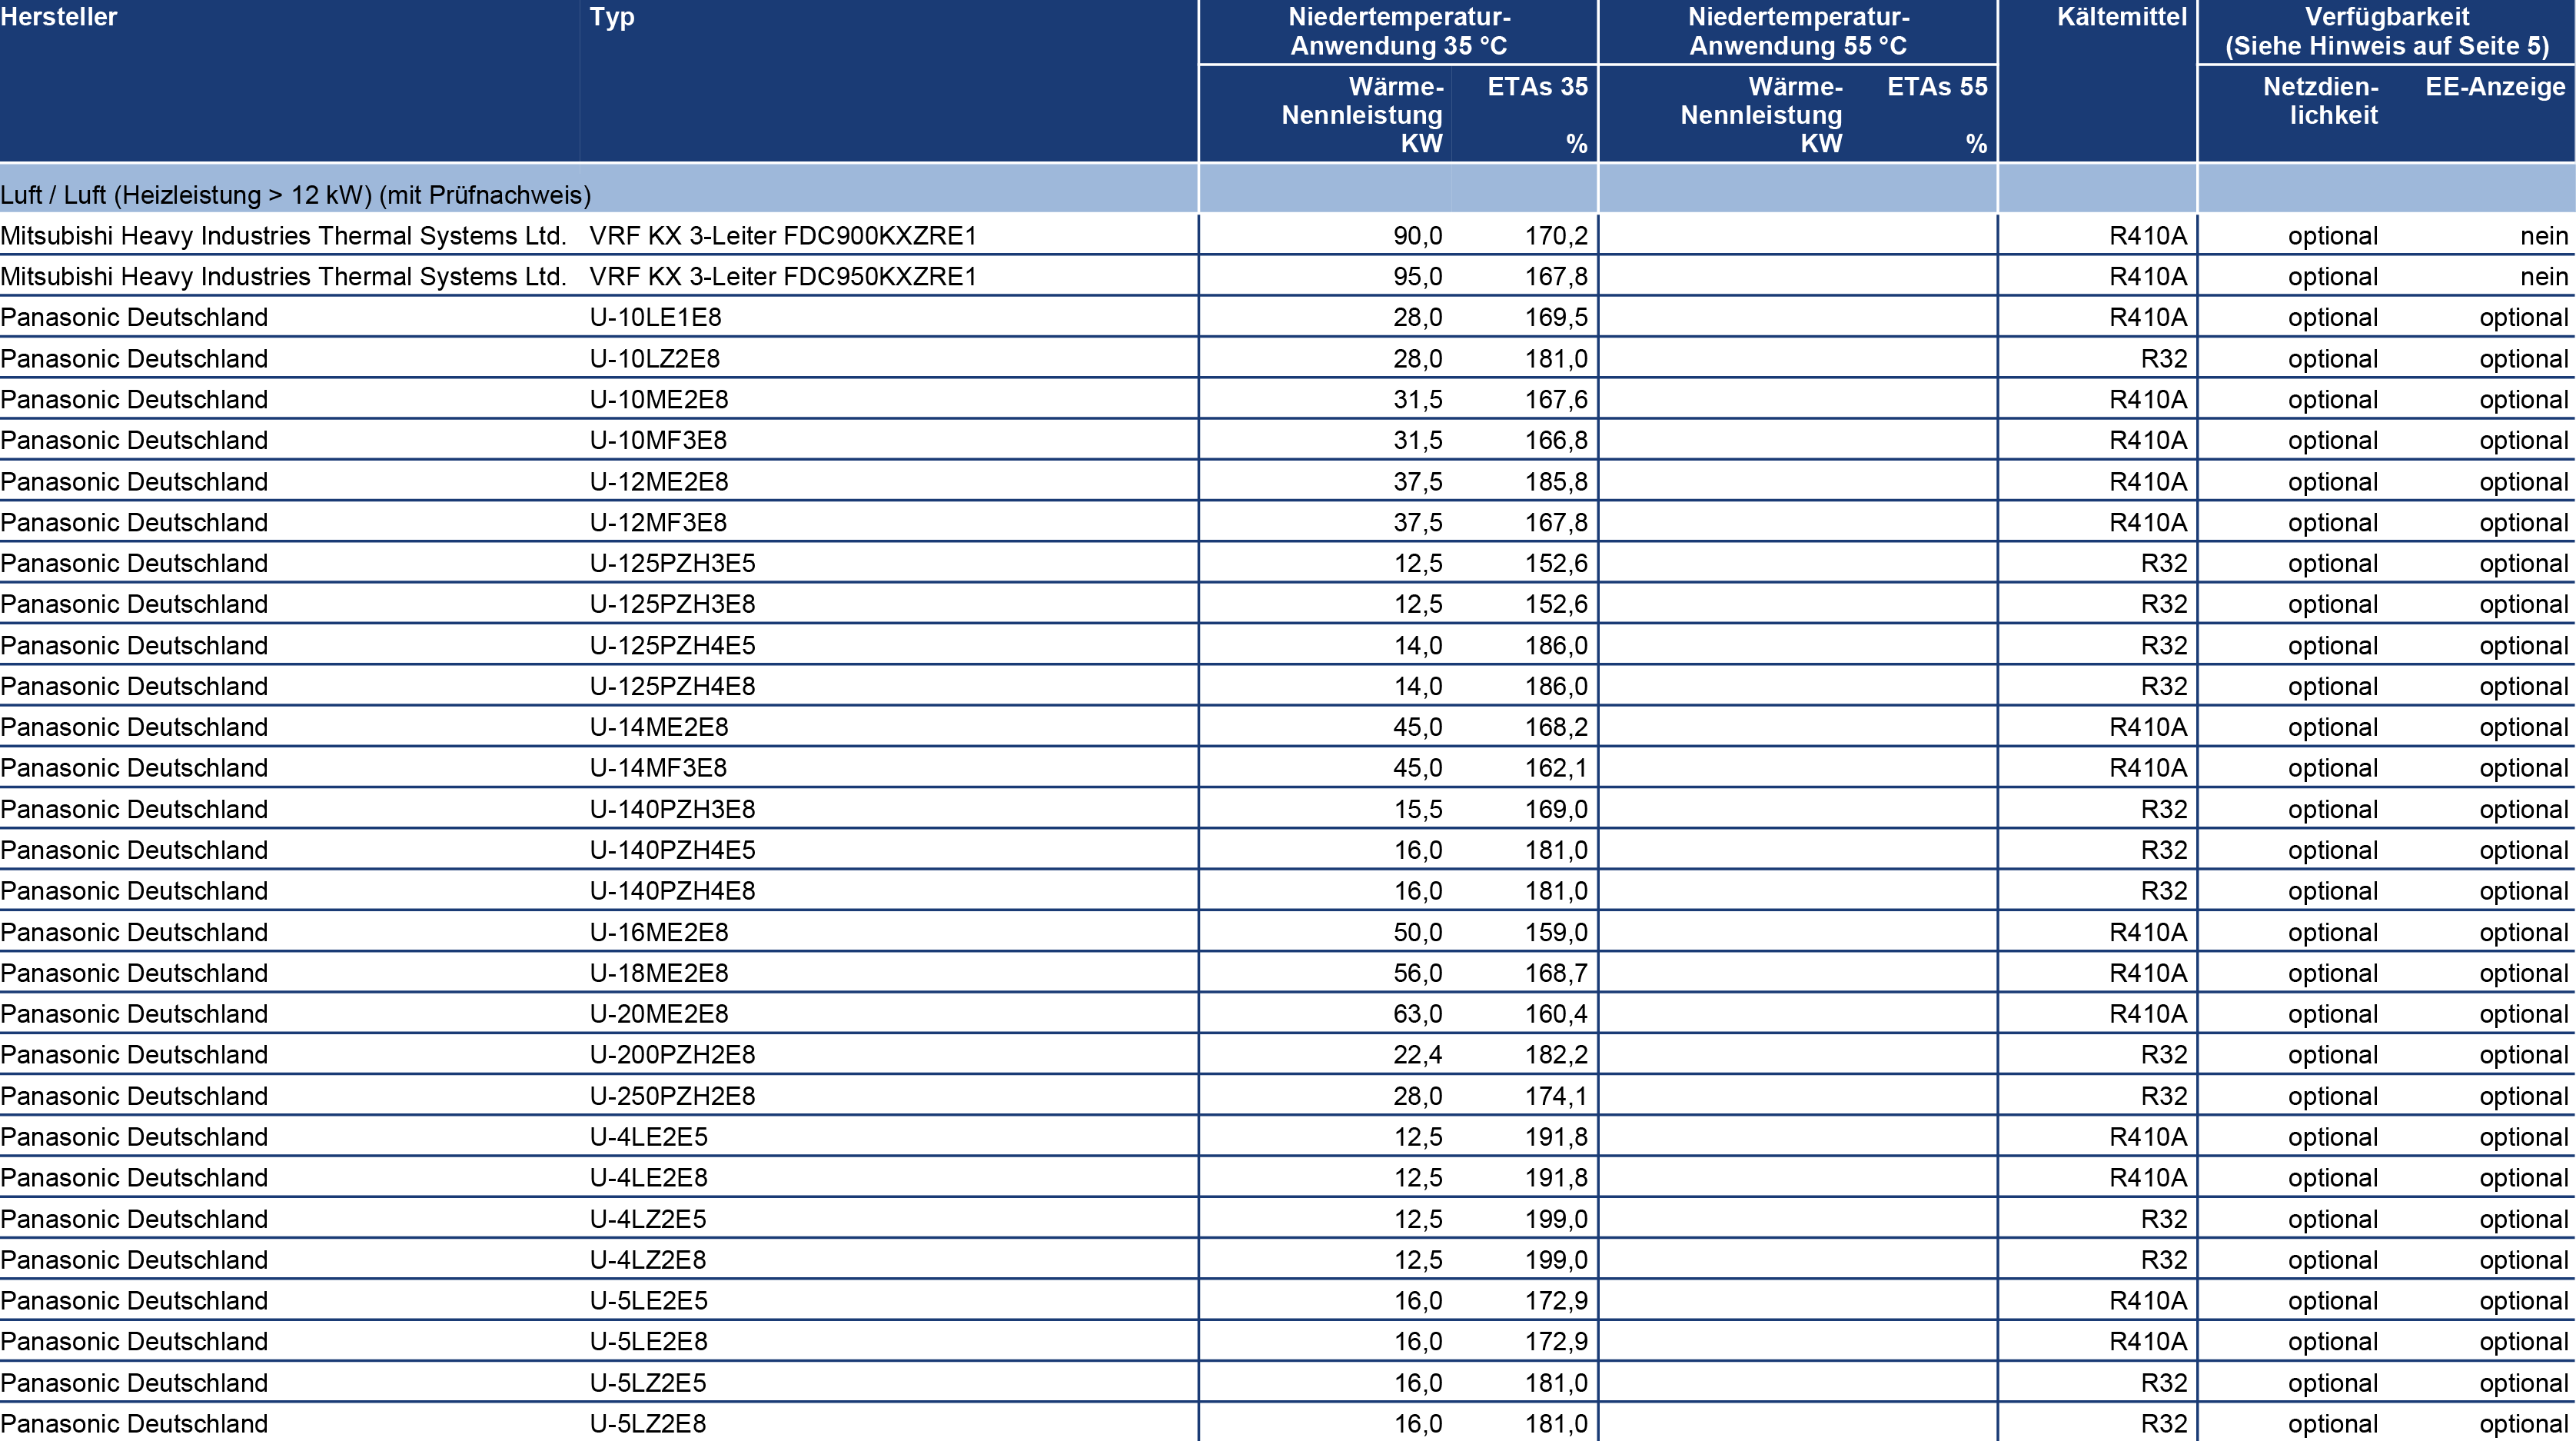 Hersteller Typ Niedertemperatur- Niedertemperatur- Kältemittel Verfügbarkeit
Anwendung 35 °C Anwendung 55 °C (Siehe Hinweis auf Seite 5)
Wärme- ETAs 35 Wärme- ETAs 55 Netzdien- EE-Anzeige
Nennleistung Nennleistung lichkeit
KW % KW %
Luft / Luft (Heizleistung > 12 kW) (mit Prüfnachweis)
Mitsubishi Heavy Industries Thermal Systems Ltd. VRF KX 3-Leiter FDC900KXZRE1 90,0 170,2 R410A optional nein
Mitsubishi Heavy Industries Thermal Systems Ltd. VRF KX 3-Leiter FDC950KXZRE1 95,0 167,8 R410A optional nein
Panasonic Deutschland U-10LE1E8 28,0 169,5 R410A optional optional
Panasonic Deutschland U-10LZ2E8 28,0 181,0 R32 optional optional
Panasonic Deutschland U-10ME2E8 31,5 167,6 R410A optional optional
Panasonic Deutschland U-10MF3E8 31,5 166,8 R410A optional optional
Panasonic Deutschland U-12ME2E8 37,5 185,8 R410A optional optional
Panasonic Deutschland U-12MF3E8 37,5 167,8 R410A optional optional
Panasonic Deutschland U-125PZH3E5 12,5 152,6 R32 optional optional
Panasonic Deutschland U-125PZH3E8 12,5 152,6 R32 optional optional
Panasonic Deutschland U-125PZH4E5 14,0 186,0 R32 optional optional
Panasonic Deutschland U-125PZH4E8 14,0 186,0 R32 optional optional
Panasonic Deutschland U-14ME2E8 45,0 168,2 R410A optional optional
Panasonic Deutschland U-14MF3E8 45,0 162,1 R410A optional optional
Panasonic Deutschland U-140PZH3E8 15,5 169,0 R32 optional optional
Panasonic Deutschland U-140PZH4E5 16,0 181,0 R32 optional optional
Panasonic Deutschland U-140PZH4E8 16,0 181,0 R32 optional optional
Panasonic Deutschland U-16ME2E8 50,0 159,0 R410A optional optional
Panasonic Deutschland U-18ME2E8 56,0 168,7 R410A optional optional
Panasonic Deutschland U-20ME2E8 63,0 160,4 R410A optional optional
Panasonic Deutschland U-200PZH2E8 22,4 182,2 R32 optional optional
Panasonic Deutschland U-250PZH2E8 28,0 174,1 R32 optional optional
Panasonic Deutschland U-4LE2E5 12,5 191,8 R410A optional optional
Panasonic Deutschland U-4LE2E8 12,5 191,8 R410A optional optional
Panasonic Deutschland U-4LZ2E5 12,5 199,0 R32 optional optional
Panasonic Deutschland U-4LZ2E8 12,5 199,0 R32 optional optional
Panasonic Deutschland U-5LE2E5 16,0 172,9 R410A optional optional
Panasonic Deutschland U-5LE2E8 16,0 172,9 R410A optional optional
Panasonic Deutschland U-5LZ2E5 16,0 181,0 R32 optional optional
Panasonic Deutschland U-5LZ2E8 16,0 181,0 R32 optional optional